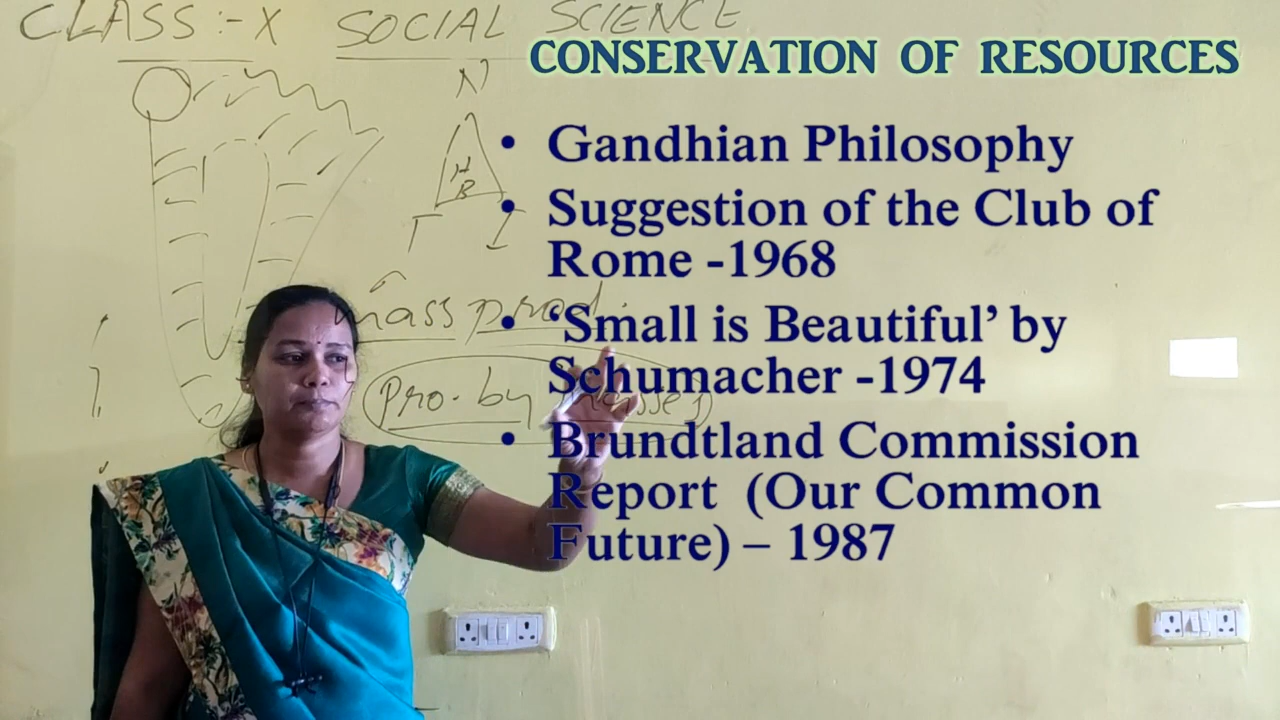 CLASS:- X SOCIAL SCIENCE
CONSERVATION OF RESOURCES
N
H
R
T I
• Gandhian Philosophy
• Suggestion of the Club of
Rome -1968
mass prod.
• ‘Small is Beautiful’ by
Schumacher -1974
pro. by masses
• Brundtland Commission
Report (Our Common
Future) – 1987